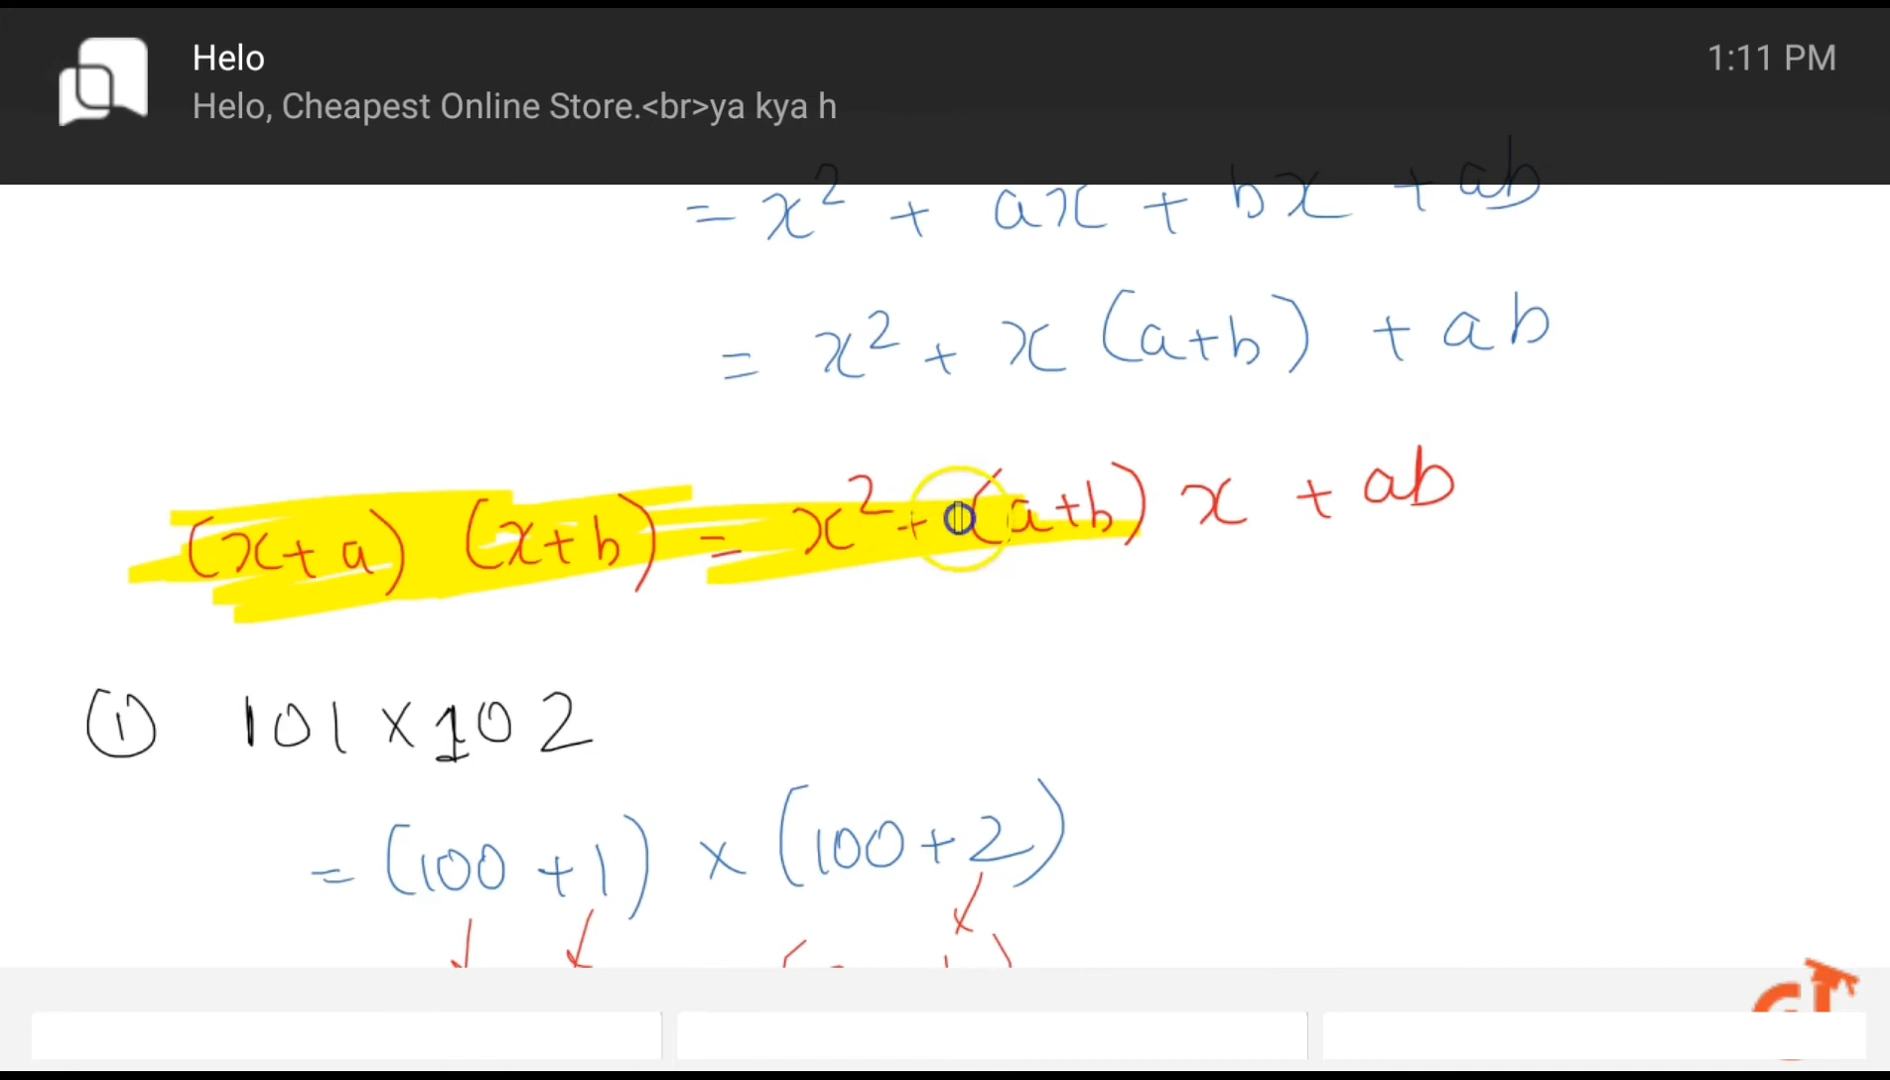 Helo
1:11 PM
Helo, Cheapest Online Store.<br>ya kya h
= x² + ax + bx + ab
= x² + x (a+b) + ab
(x+a) (x+b) = x² + (a+b) x + ab
① 101 x 102
= (100 + 1) x (100 + 2)